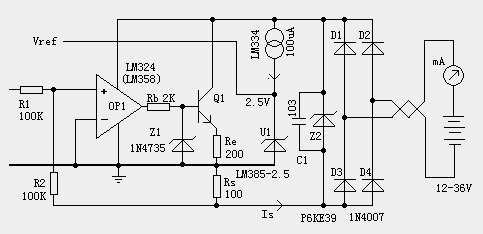 D1
D2
Vref
LM324
(LM358)
LM334
100uA
mA
+
OP1
−
Rb 2K
Q1
2.5V
103
R1
100K
Z1
1N4735
Re
200
U1
Z2
C1
LM385-2.5
R2
100K
Rs
100
D3
D4
12-36V
Is
P6KE39
1N4007